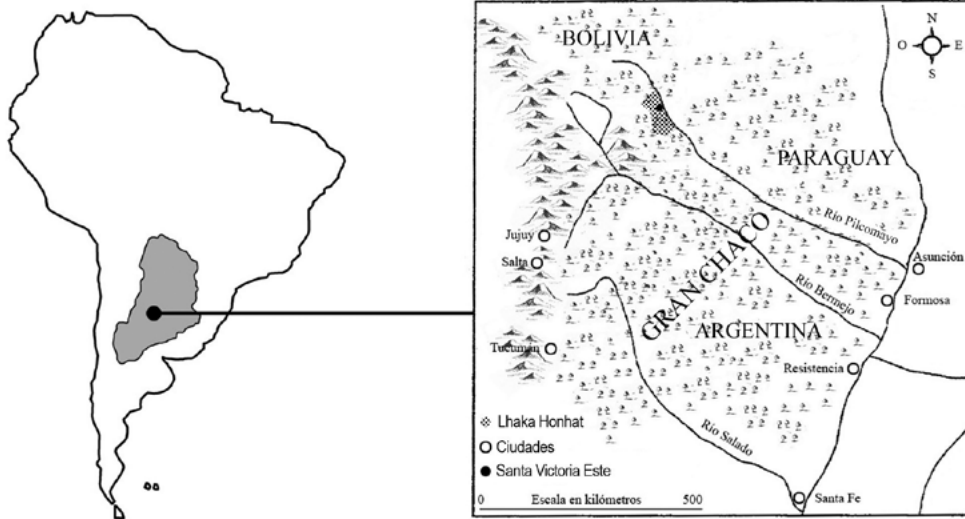 BOLIVIA
N
O
E
S
PARAGUAY
Río Pilcomayo
Jujuy
Salta
Asunción
GRAN CHACO
Río Bermejo
Formosa
ARGENTINA
Tucumán
Resistencia
Lhaka Honhat
Ciudades
Río Salado
Santa Victoria Este
0 Escala en kilómetros 500
Santa Fe